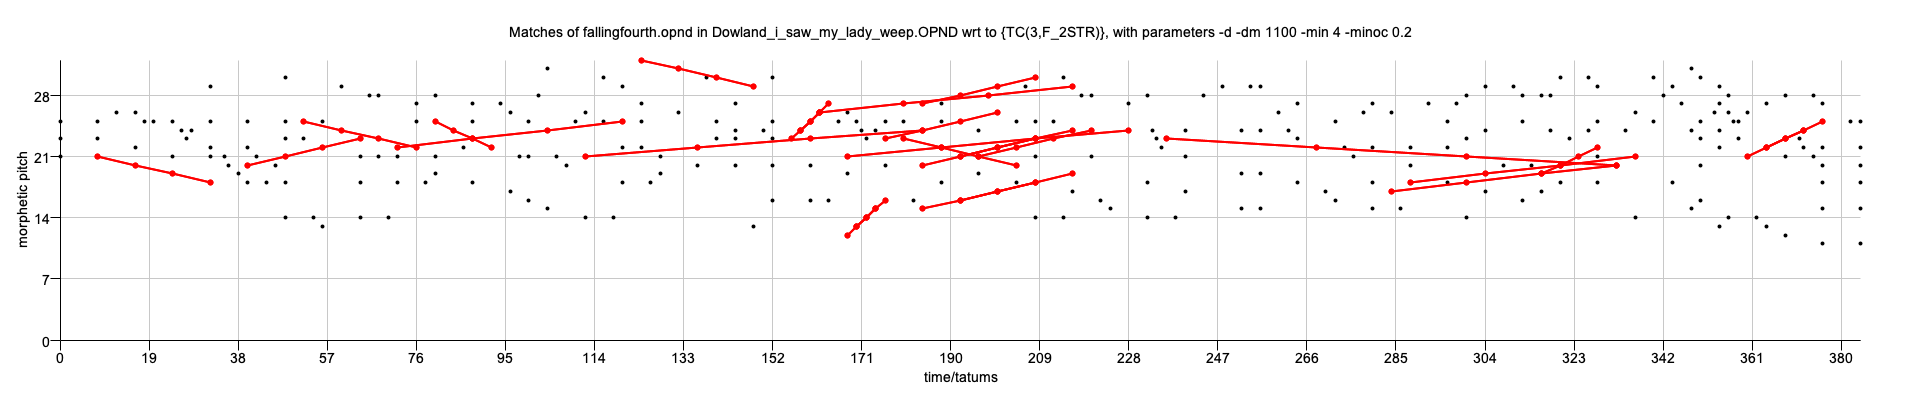 Matches of fallingfourth.opnd in Dowland_i_saw_my_lady_weep.OPND wrt to {TC(3,F_2STR)}, with parameters -d -dm 1100 -min 4 -minoc 0.2
morphetic pitch
28
21
14
7
0
0 19 38 57 76 95 114 133 152 171 190 209 228 247 266 285 304 323 342 361 380
time/tatums